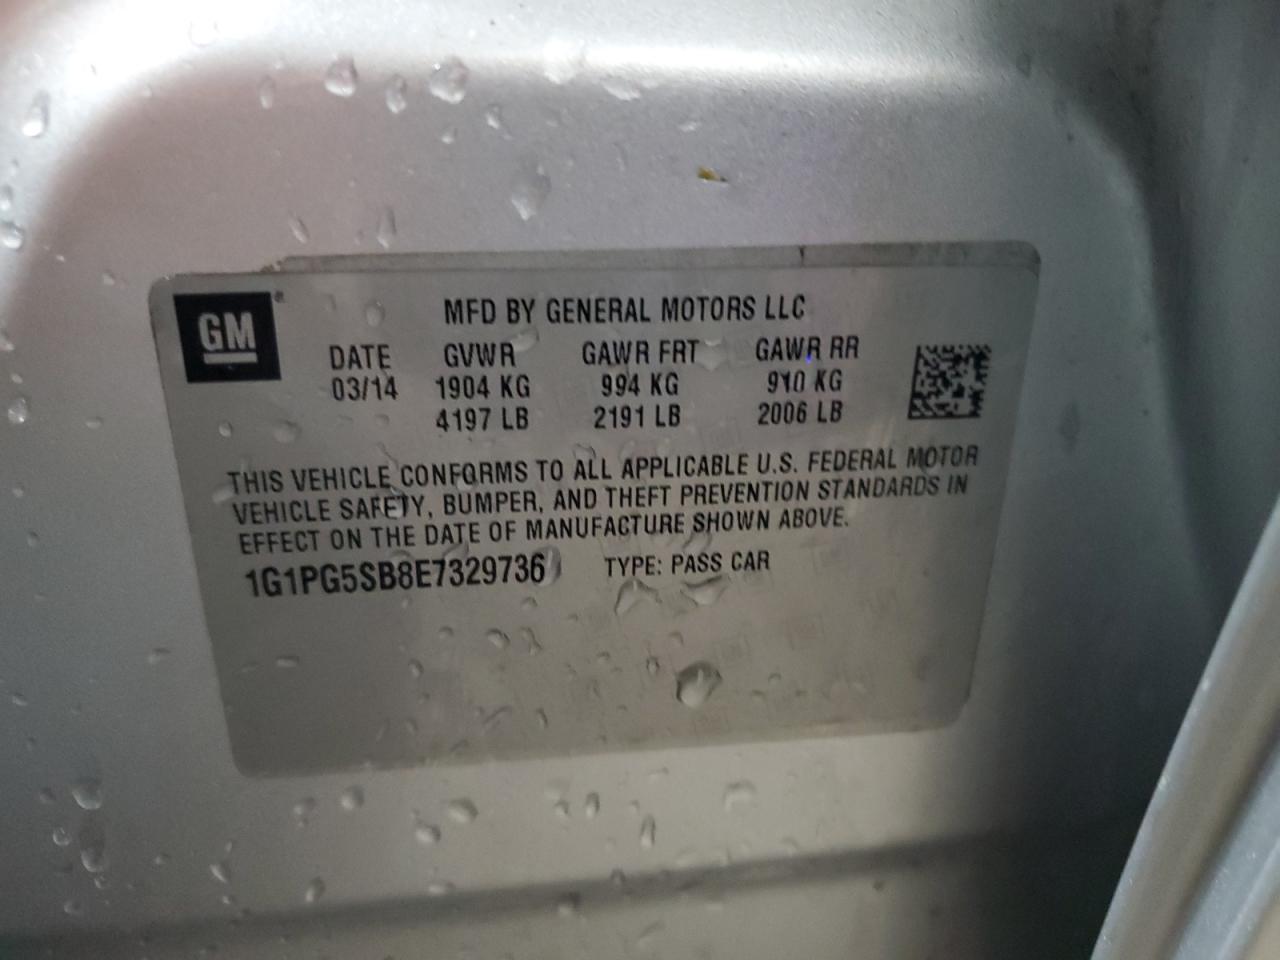 GM
MFD BY GENERAL MOTORS LLC
DATE GVWR GAWR FRT GAWR RR
03/14 1904 KG 994 KG 910 KG
4197 LB 2191 LB 2006 LB
THIS VEHICLE CONFORMS TO ALL APPLICABLE U.S. FEDERAL MOTOR
VEHICLE SAFETY, BUMPER, AND THEFT PREVENTION STANDARDS IN
EFFECT ON THE DATE OF MANUFACTURE SHOWN ABOVE.
1G1PG5SB8E7329736 TYPE: PASS CAR